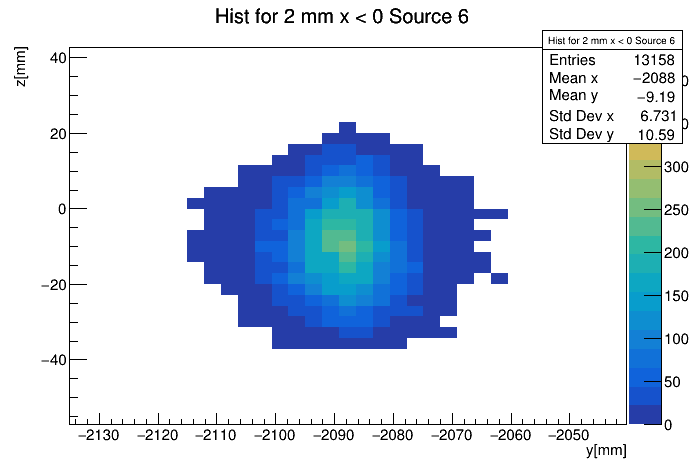 Hist for 2 mm x < 0 Source 6
Hist for 2 mm x < 0 Source 6
Entries 13158
Mean x −2088
Mean y −9.19
Std Dev x 6.731
Std Dev y 10.59
z[mm]
40
20
0
−20
−40
−2130 −2120 −2110 −2100 −2090 −2080 −2070 −2060 −2050
y[mm]
0
0
300
250
200
150
100
50
0